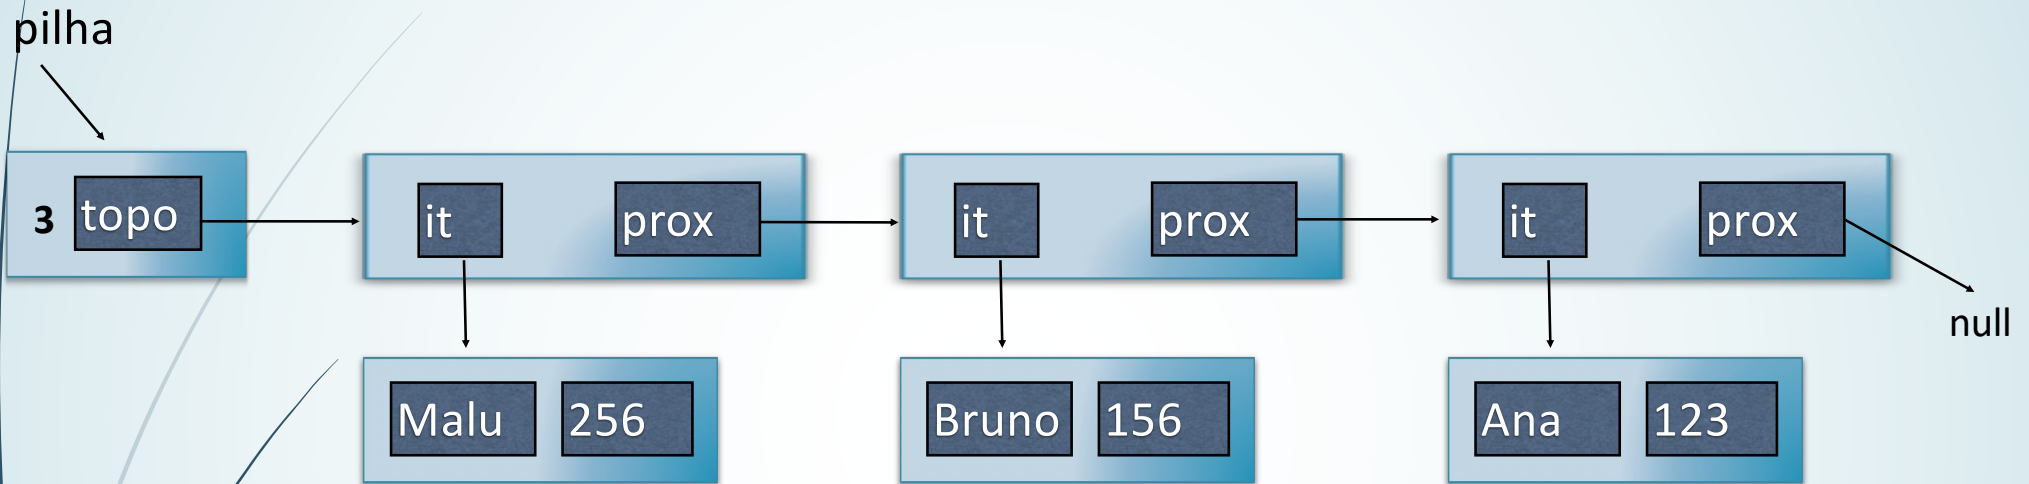 pilha
3 topo it prox it prox it prox
null
Malu 256 Bruno 156 Ana 123